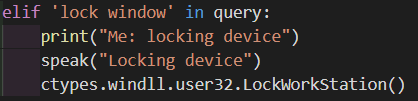 elif 'lock window' in query:
    print("Me: locking device")
    speak("Locking device")
    ctypes.windll.user32.LockWorkStation()